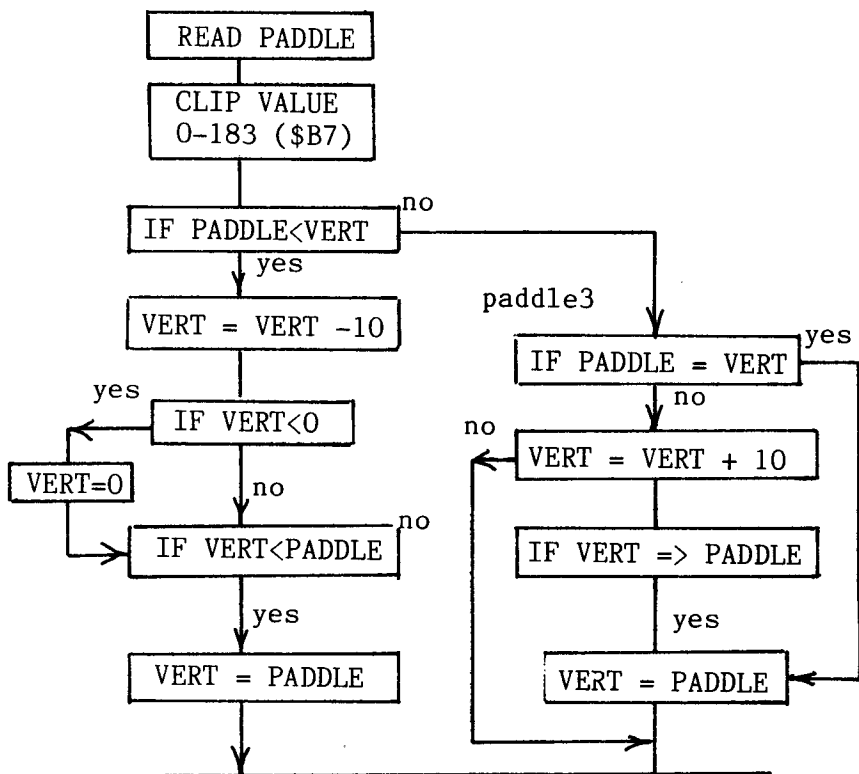 READ PADDLE
CLIP VALUE
0-183 ($B7)
IF PADDLE<VERT
no
yes
VERT = VERT -10
yes
IF VERT<0
VERT=0
no
IF VERT<PADDLE
no
yes
VERT = PADDLE
paddle3
IF PADDLE = VERT
yes
no
no
VERT = VERT + 10
IF VERT => PADDLE
yes
VERT = PADDLE